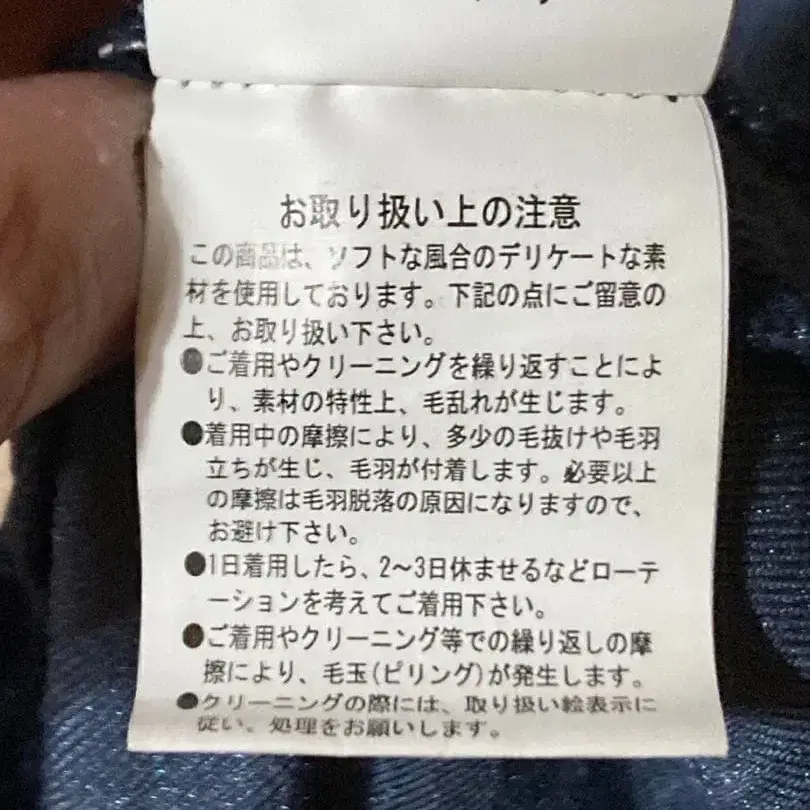 お取り扱い上の注意
この商品は、ソフトな風合のデリケートな素
材を使用しております。下記の点にご留意の
上、お取り扱い下さい。
●ご着用やクリーニングを繰り返すことによ
り、素材の特性上、毛乱れが生じます。
●着用中の摩擦により、多少の毛抜けや毛羽
立ちが生じ、毛羽が付着します。必要以上
の摩擦は毛羽脱落の原因になりますので、
お避け下さい。
●1日着用したら、2〜3日休ませるなどローテ
ーションを考えてご着用下さい。
●ご着用やクリーニング等での繰り返しの摩
擦により、毛玉(ピリング)が発生します。
●クリーニングの際には、取り扱い絵表示に
従い、処理をお願いします。